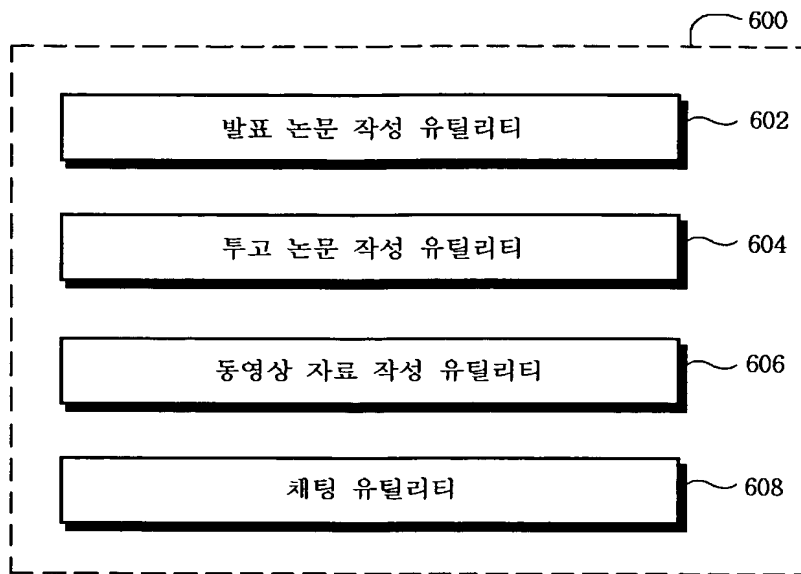 600
발표 논문 작성 유틸리티 602
투고 논문 작성 유틸리티 604
동영상 자료 작성 유틸리티 606
채팅 유틸리티 608